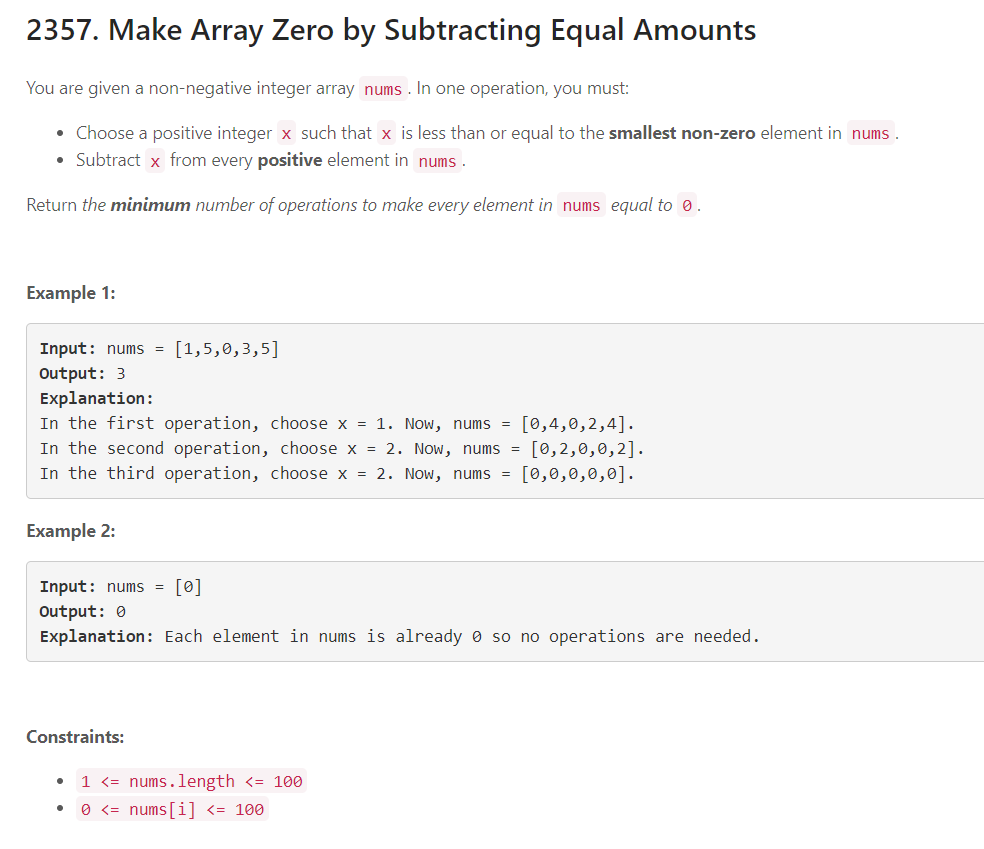 2357. Make Array Zero by Subtracting Equal Amounts
You are given a non-negative integer array nums. In one operation, you must:
• Choose a positive integer x such that x is less than or equal to the smallest non-zero element in nums.
• Subtract x from every positive element in nums.
Return the minimum number of operations to make every element in nums equal to 0.
Example 1:
Input: nums = [1,5,0,3,5]
Output: 3
Explanation:
In the first operation, choose x = 1. Now, nums = [0,4,0,2,4].
In the second operation, choose x = 2. Now, nums = [0,2,0,0,2].
In the third operation, choose x = 2. Now, nums = [0,0,0,0,0].
Example 2:
Input: nums = [0]
Output: 0
Explanation: Each element in nums is already 0 so no operations are needed.
Constraints:
• 1 <= nums.length <= 100
• 0 <= nums[i] <= 100